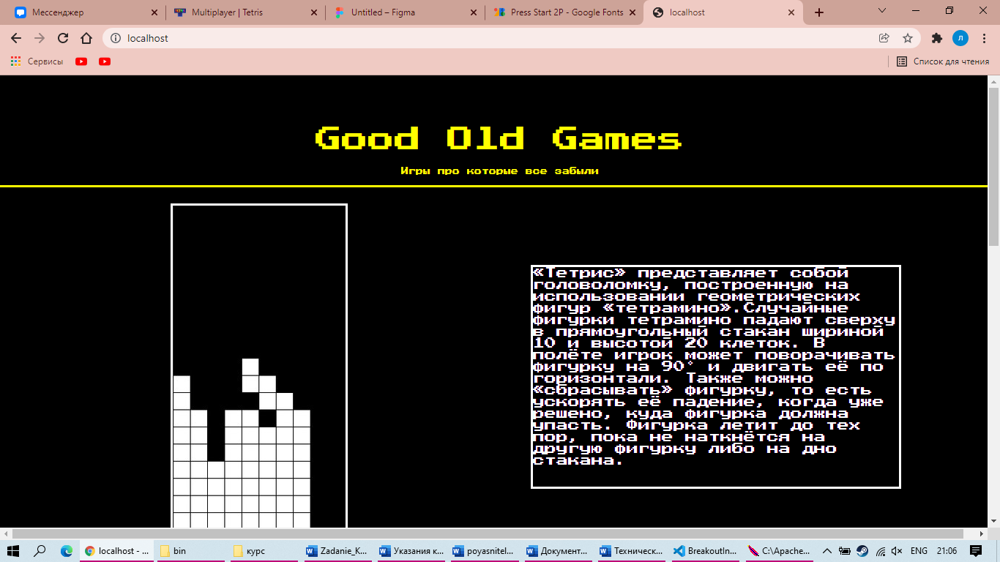 Мессенджер
Multiplayer | Tetris
Untitled – Figma
Press Start 2P - Google Fonts
localhost
localhost
Л
Сервисы
Список для чтения
Good Old Games
Игры про которые все забыли
«Тетрис» представляет собой
головоломку, построенную на
использовании геометрических
фигур «тетрамино».Случайные
фигурки тетрамино падают сверху
в прямоугольный стакан шириной
10 и высотой 20 клеток. В
полёте игрок может поворачивать
фигурку на 90° и двигать её по
горизонтали. Также можно
«сбрасывать» фигурку, то есть
ускорять её падение, когда уже
решено, куда фигурка должна
упасть. Фигурка летит до тех
пор, пока не наткнётся на
другую фигурку либо на дно
стакана.
localhost - ...
bin
курс
Zadanie_K...
Указания к...
poyasnitel...
Документ...
Техническ...
BreakoutIn...
C:\Apache...
ENG
21:06